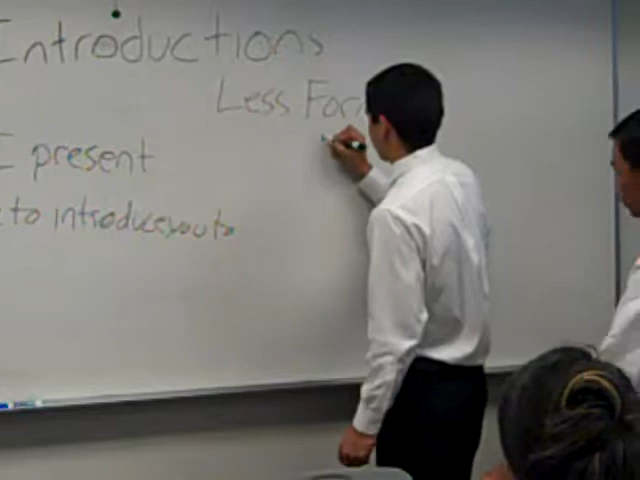 Introductions
Less For
I present
to introduce you to